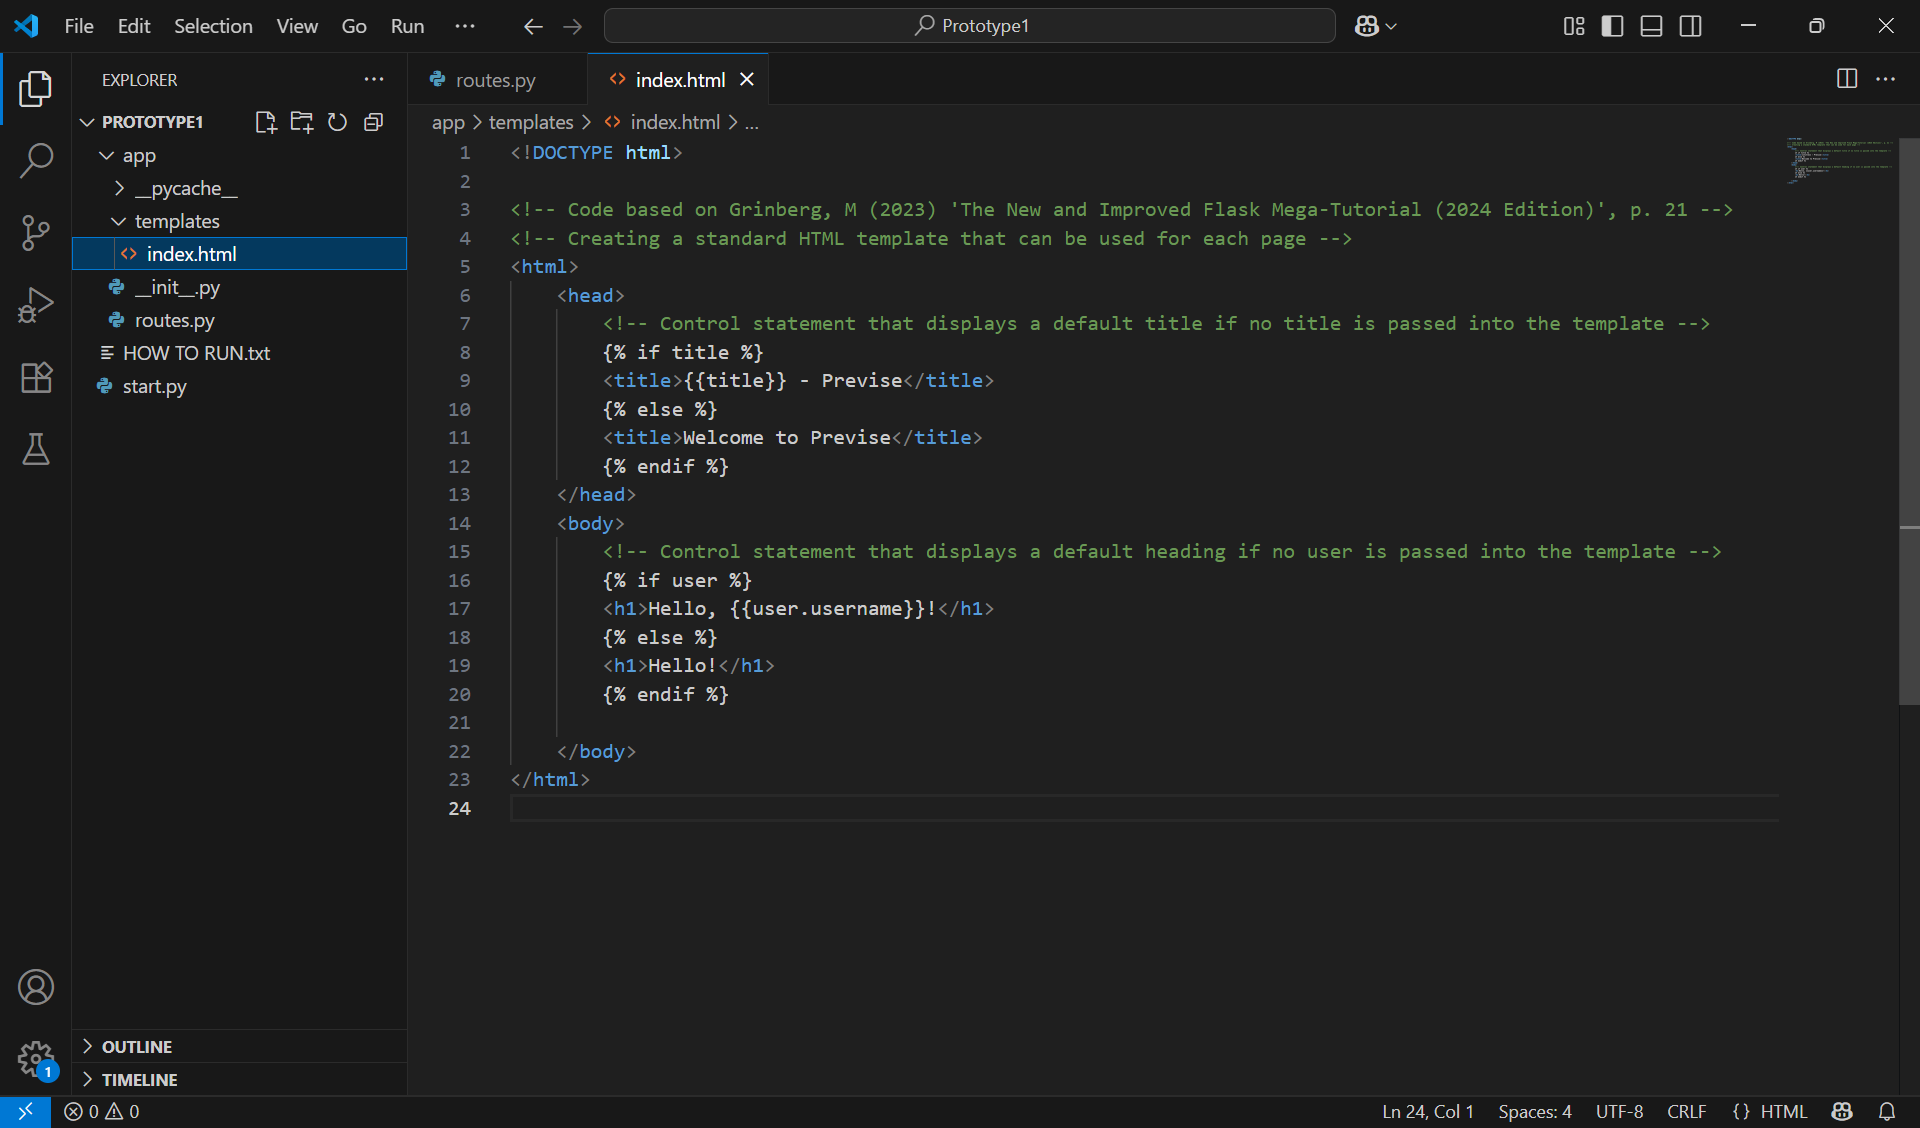 File Edit Selection View Go Run ... Prototype1
EXPLORER ...
PROTOTYPE1
app
__pycache__
templates
index.html
__init__.py
routes.py
HOW TO RUN.txt
start.py
OUTLINE
TIMELINE
routes.py index.html
app > templates > index.html > ...
1 <!DOCTYPE html>
2
3 <!-- Code based on Grinberg, M (2023) 'The New and Improved Flask Mega-Tutorial (2024 Edition)', p. 21 -->
4 <!-- Creating a standard HTML template that can be used for each page -->
5 <html>
6 <head>
7 <!-- Control statement that displays a default title if no title is passed into the template -->
8 {% if title %}
9 <title>{{title}} - Previse</title>
10 {% else %}
11 <title>Welcome to Previse</title>
12 {% endif %}
13 </head>
14 <body>
15 <!-- Control statement that displays a default heading if no user is passed into the template -->
16 {% if user %}
17 <h1>Hello, {{user.username}}!</h1>
18 {% else %}
19 <h1>Hello!</h1>
20 {% endif %}
21
22 </body>
23 </html>
24
1
0 0 Ln 24, Col 1 Spaces: 4 UTF-8 CRLF {} HTML